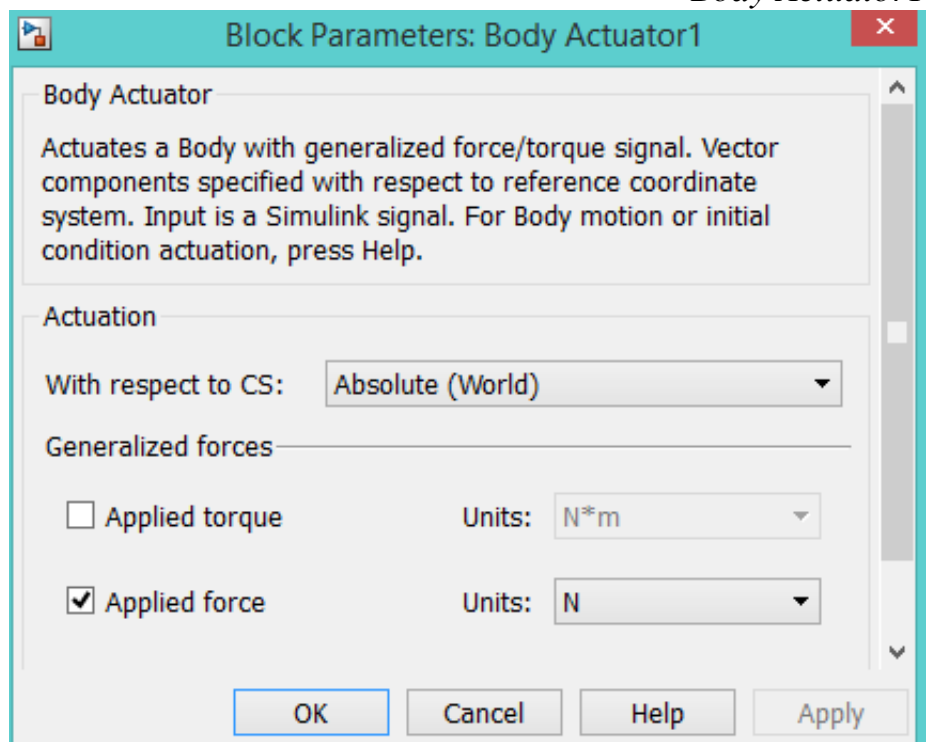 Body Actuator1
Block Parameters: Body Actuator1
Body Actuator
Actuates a Body with generalized force/torque signal. Vector
components specified with respect to reference coordinate
system. Input is a Simulink signal. For Body motion or initial
condition actuation, press Help.
Actuation
With respect to CS: Absolute (World)
Generalized forces
Applied torque Units: N*m
Applied force Units: N
OK Cancel Help Apply